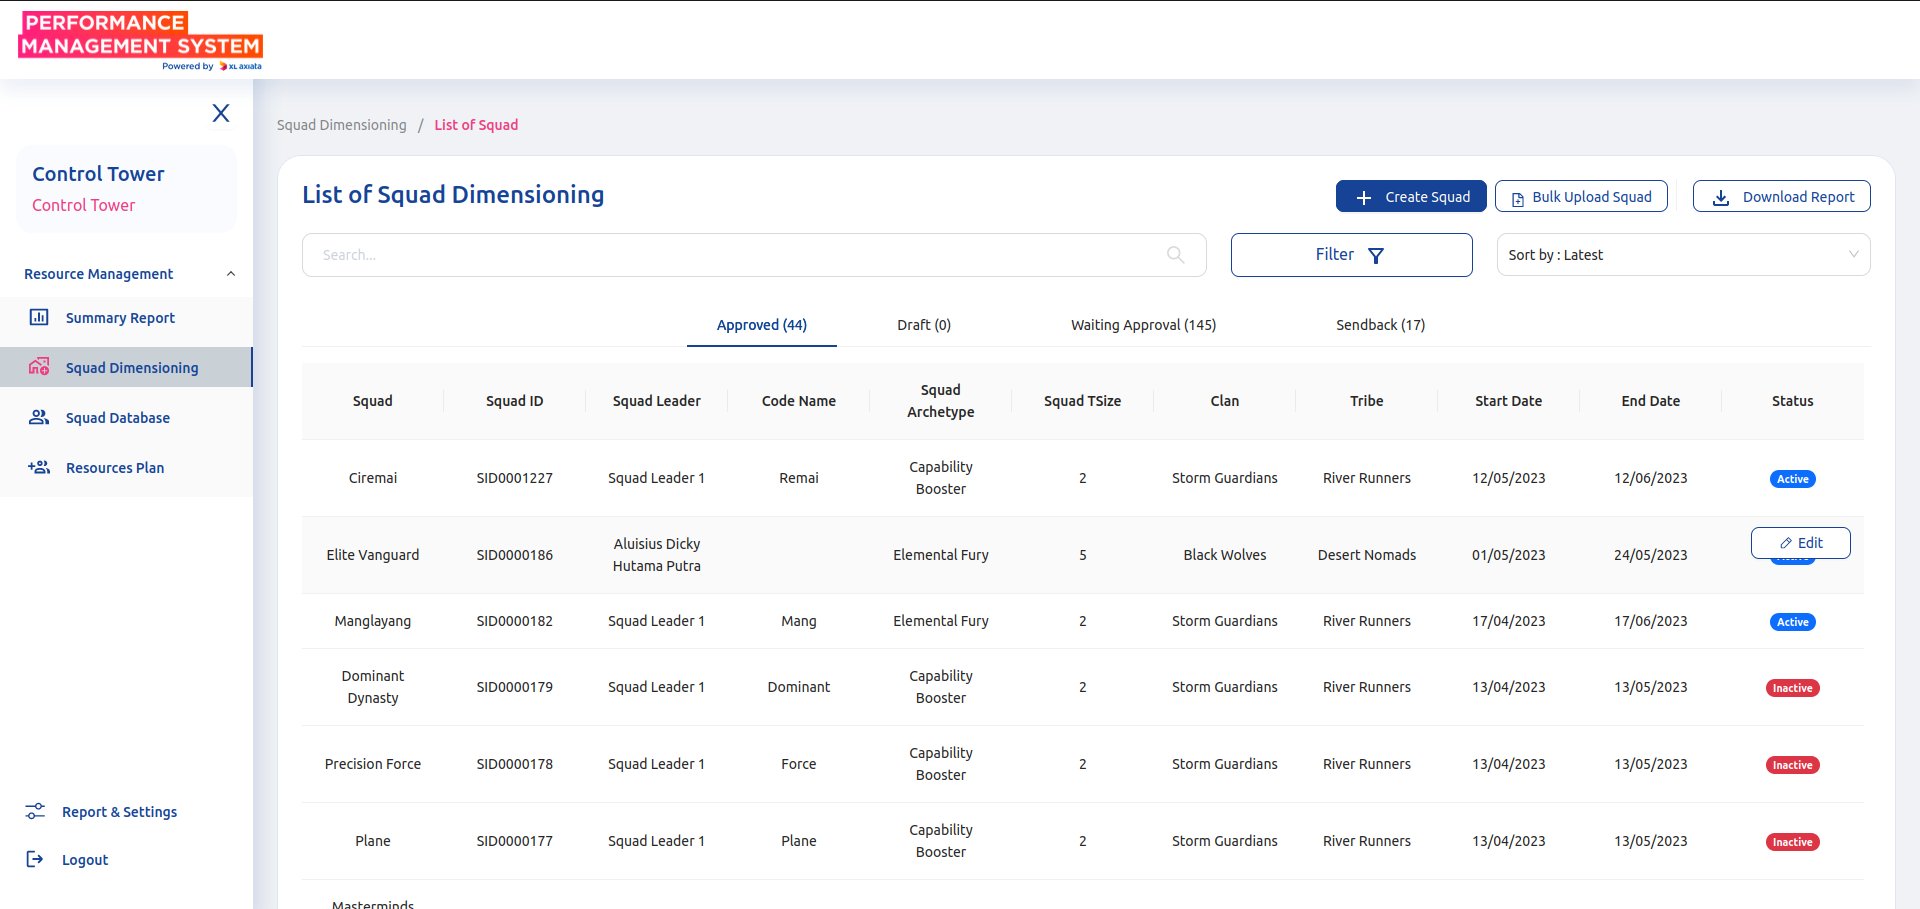 PERFORMANCE
MANAGEMENT SYSTEM
Powered by XL axiata
X
Control Tower
Control Tower
Resource Management
Summary Report
Squad Dimensioning
Squad Database
Resources Plan
Report & Settings
Logout
Squad Dimensioning / List of Squad
List of Squad Dimensioning
Create Squad
Bulk Upload Squad
Download Report
Search...
Filter
Sort by : Latest
Approved (44) Draft (0) Waiting Approval (145) Sendback (17)
Squad Squad ID Squad Leader Code Name Squad Archetype Squad TSize Clan Tribe Start Date End Date Status
Ciremai SID0001227 Squad Leader 1 Remai Capability Booster 2 Storm Guardians River Runners 12/05/2023 12/06/2023 Active
Elite Vanguard SID0000186 Aluisius Dicky Hutama Putra Elemental Fury 5 Black Wolves Desert Nomads 01/05/2023 24/05/2023 Edit
Manglayang SID0000182 Squad Leader 1 Mang Elemental Fury 2 Storm Guardians River Runners 17/04/2023 17/06/2023 Active
Dominant Dynasty SID0000179 Squad Leader 1 Dominant Capability Booster 2 Storm Guardians River Runners 13/04/2023 13/05/2023 Inactive
Precision Force SID0000178 Squad Leader 1 Force Capability Booster 2 Storm Guardians River Runners 13/04/2023 13/05/2023 Inactive
Plane SID0000177 Squad Leader 1 Plane Capability Booster 2 Storm Guardians River Runners 13/04/2023 13/05/2023 Inactive
Masterminds